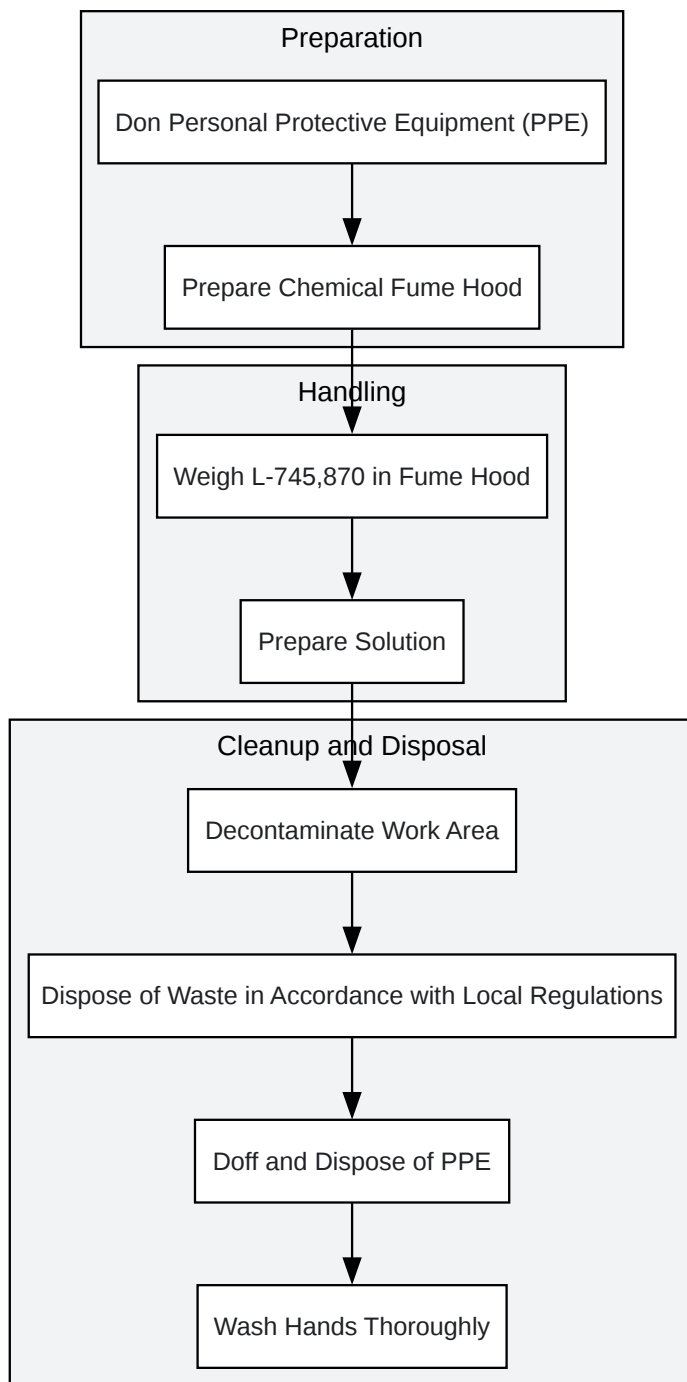 Preparation
Don Personal Protective Equipment (PPE)
Prepare Chemical Fume Hood
Handling
Weigh L-745,870 in Fume Hood
Prepare Solution
Cleanup and Disposal
Decontaminate Work Area
Dispose of Waste in Accordance with Local Regulations
Doff and Dispose of PPE
Wash Hands Thoroughly